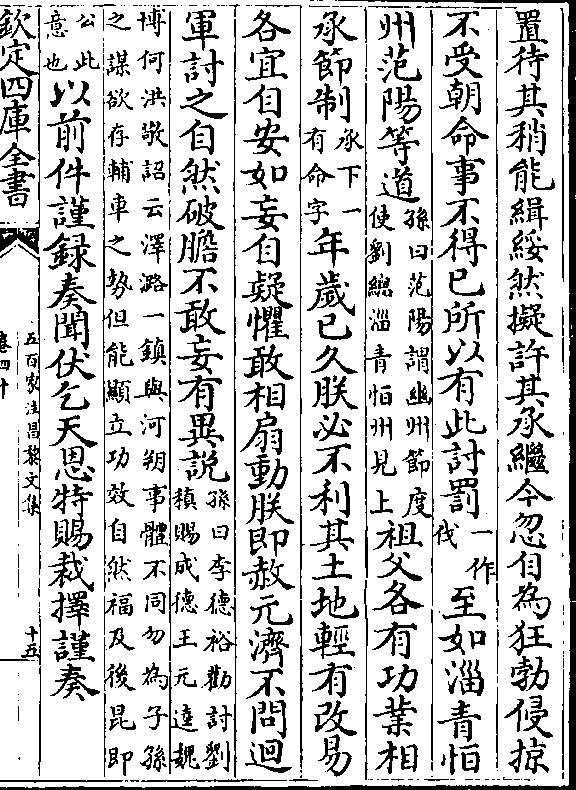 置待其稍能緝綏然擬許其承繼今忽自為狂勃侵掠
不受朝命事不得已所以有此討罰一作伐至如淄青恒
州范陽等道孫曰范陽謂幽州節度使劉總淄青恒州見上祖父各有功業相
承節制承下一有命字年歲已久朕必不利其土地輕有改易
各宜自安如妄自疑懼敢相扇動朕即赦元濟不問迴
軍討之自然破膽不敢妄有異說孫曰李德裕勸討劉稹賜成德王元逵魏
博何洪敬詔云澤潞一鎮與河朔事體不同勿為子孫
之謀欲存輔車之勢但能顯立功效自然福及後昆即
公此意也以前件謹録奏聞伏乞天恩特賜裁擇謹奏
欽定四庫全書
五百家注昌黎文集
卷四十
十五